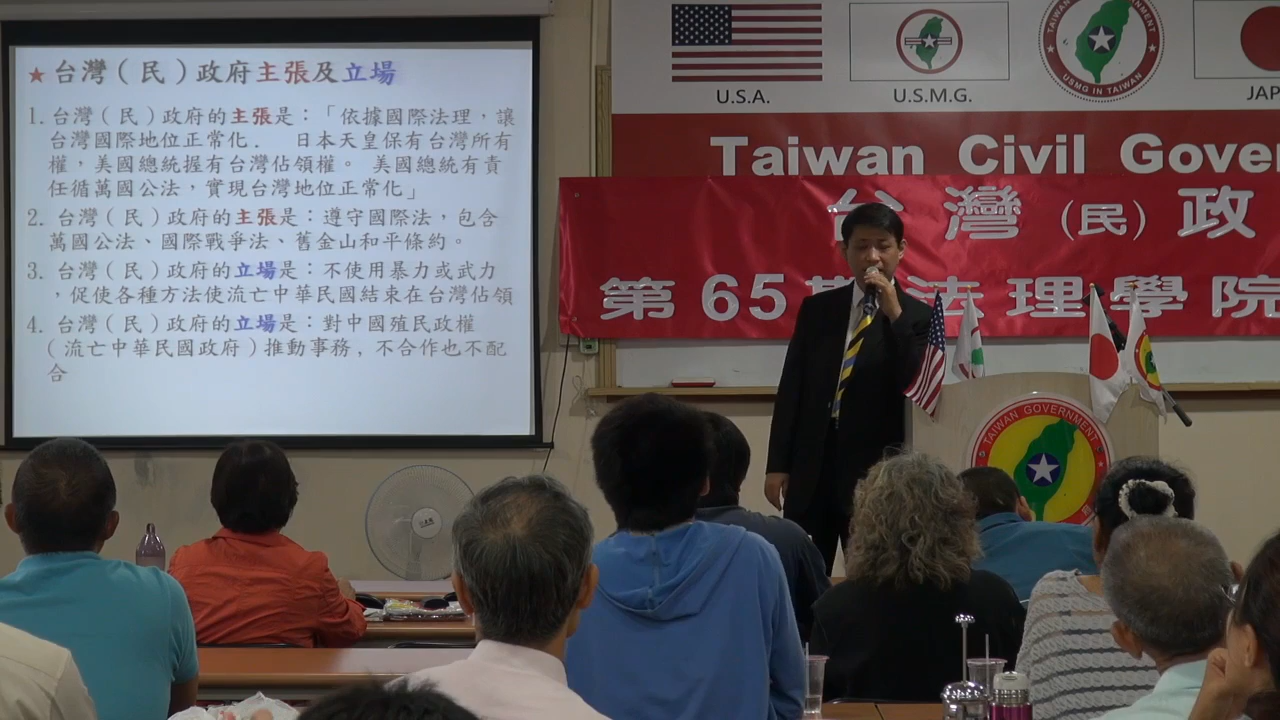 ★台灣(民)政府主張及立場
1. 台灣(民)政府的主張是：「依據國際法理，讓
台灣國際地位正常化. 日本天皇保有台灣所有
權，美國總統握有台灣佔領權。 美國總統有責
任循萬國公法，實現台灣地位正常化」
2. 台灣(民)政府的主張是：遵守國際法，包含
萬國公法、國際戰爭法、舊金山和平條約。
3. 台灣(民)政府的立場是：不使用暴力或武力
，促使各種方法使流亡中華民國結束在台灣佔領
4. 台灣(民)政府的立場是：對中國殖民政權
(流亡中華民國政府)推動事務, 不合作也不配
合
U.S.A.
U.S.M.G.
TAIWAN GOVERNMENT
USMG IN TAIWAN
JAP
Taiwan Civil Gover
台灣(民)政
第65期法理學院
TAIWAN GOVERNMENT